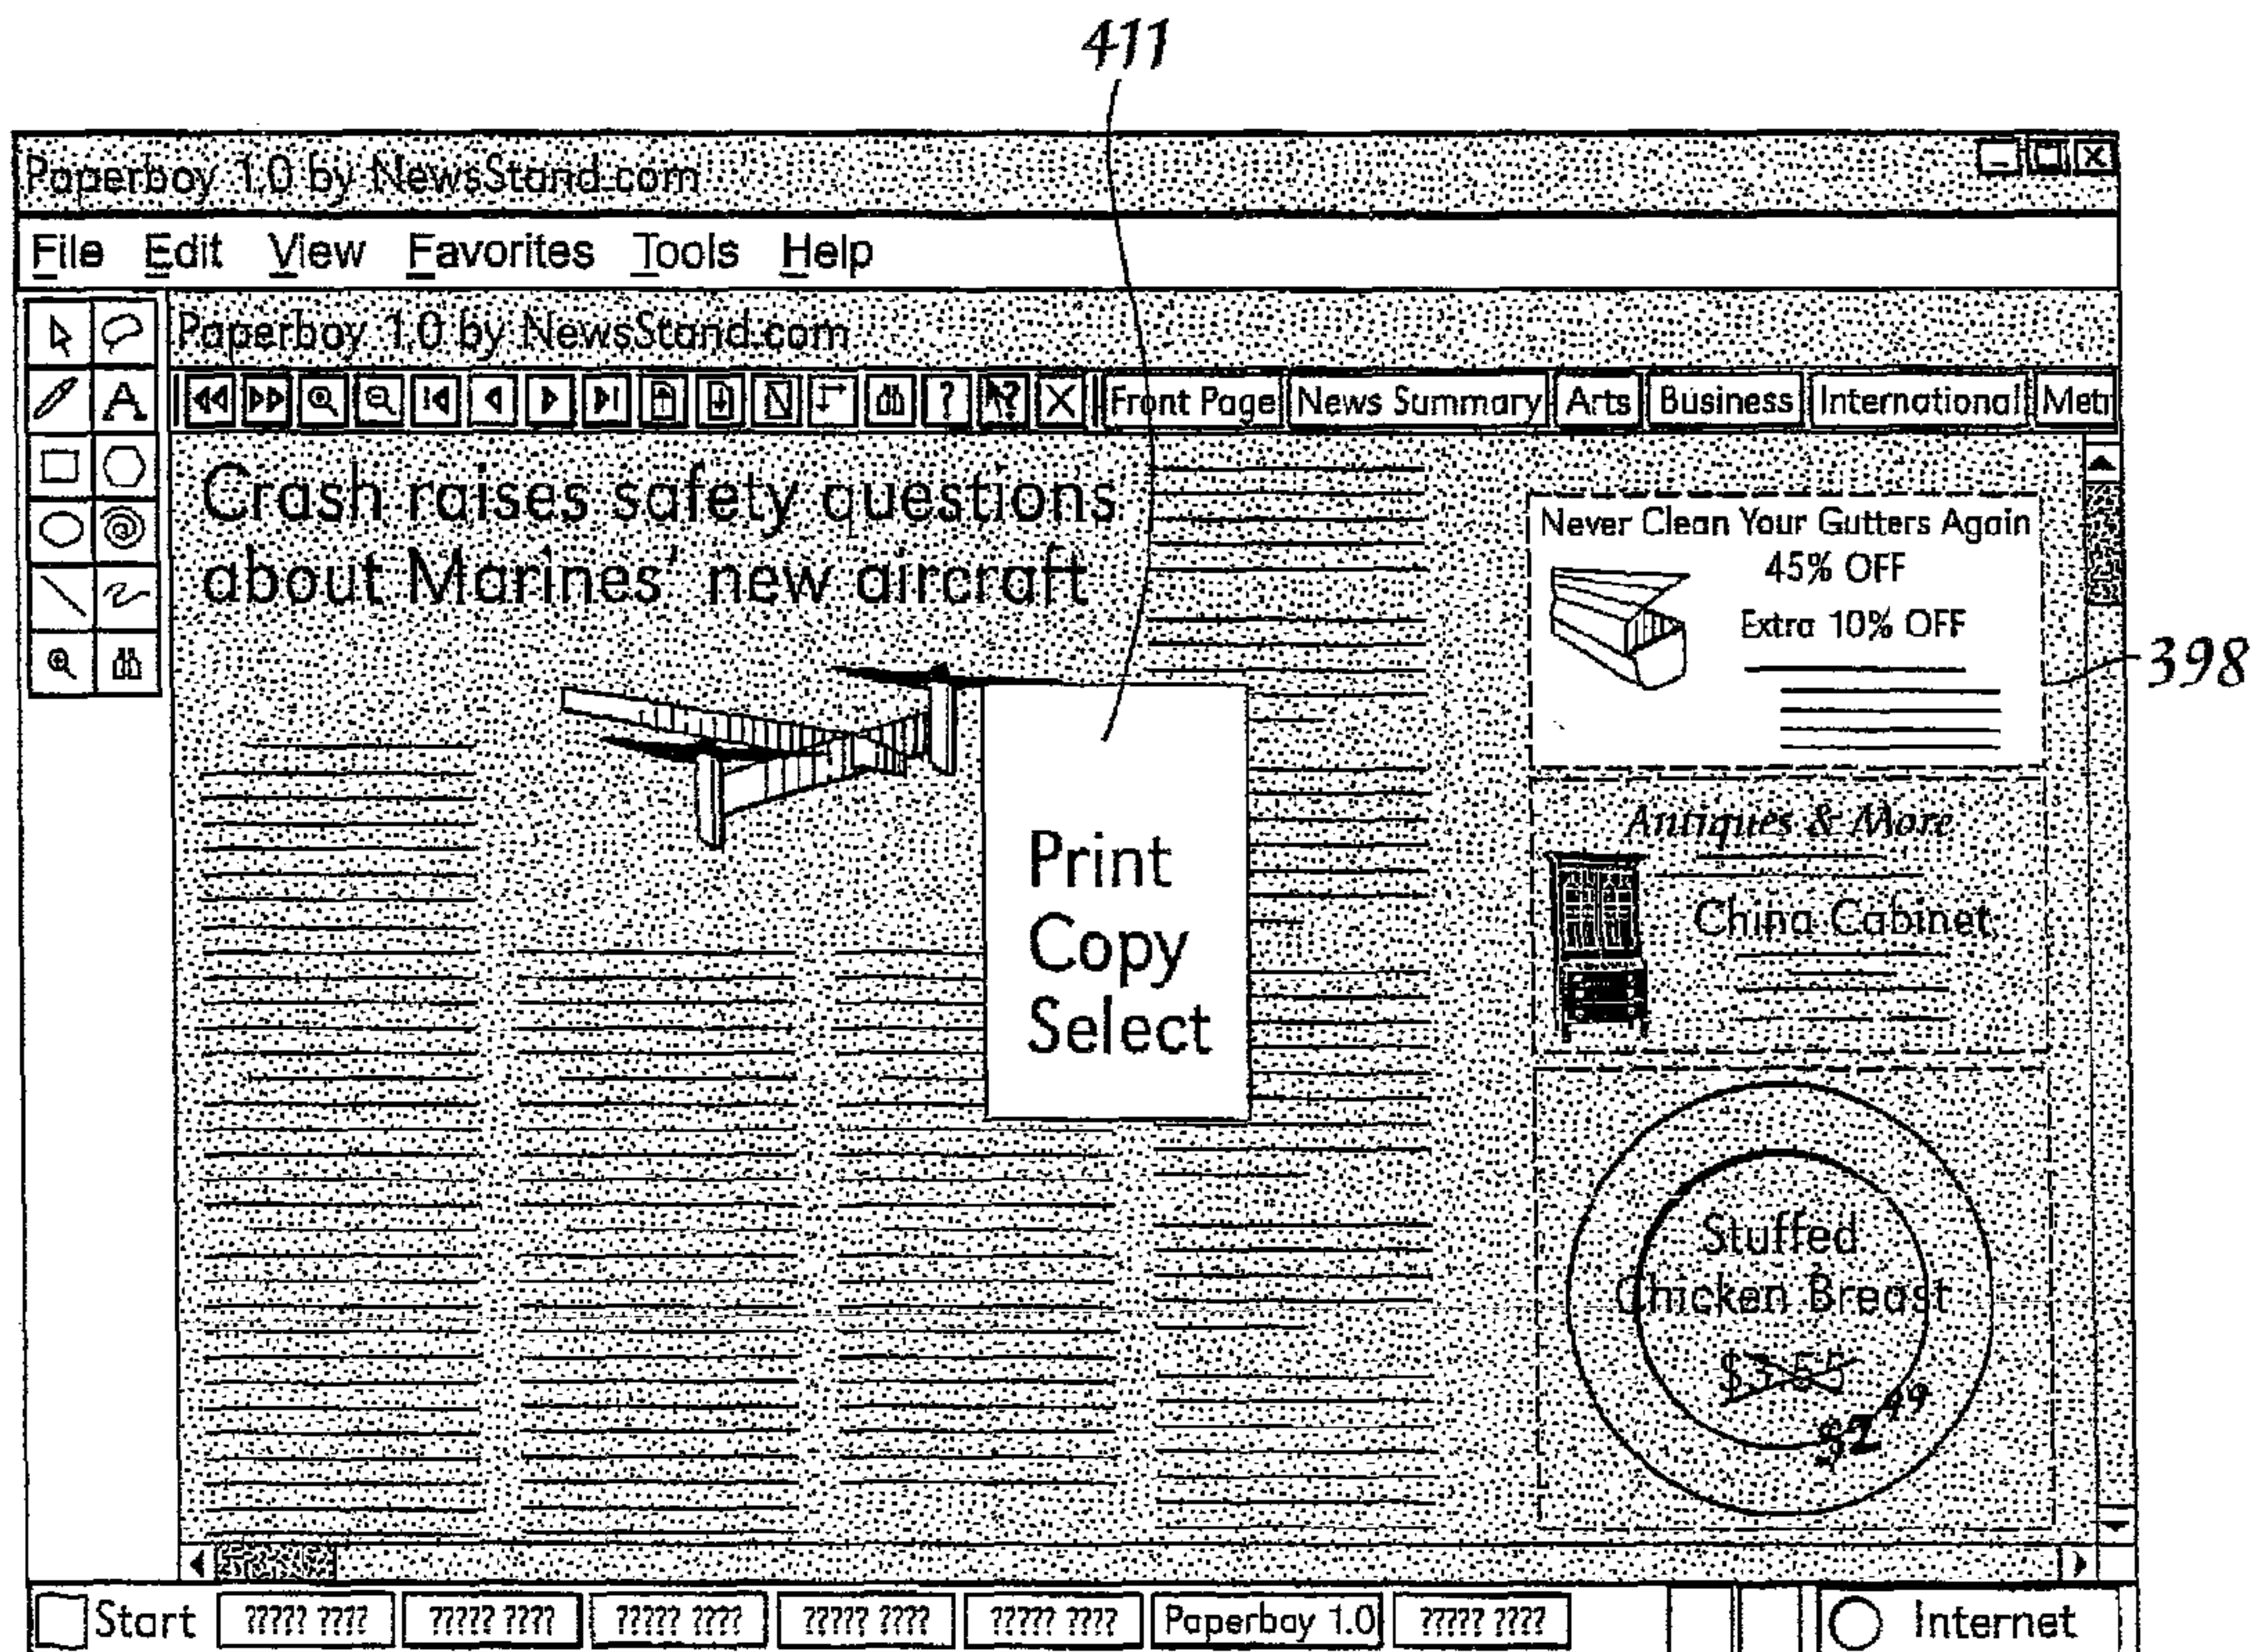 411
Paperboy 1.0 by NewsStand.com
File Edit View Favorites Tools Help
Paperboy 1.0 by NewsStand.com
A
? ? Front Page News Summary Arts Business International Metr
Crash raises safety questions
about Marines' new aircraft
Never Clean Your Gutters Again
45% OFF
Extra 10% OFF
398
Print
Copy
Select
Antiques & More
China Cabinet
Stuffed
Chicken Breast
$3.55
$2.49
Start ????? ???? ????? ???? ????? ???? ????? ???? ????? ???? Paperboy 1.0 ????? ???? Internet